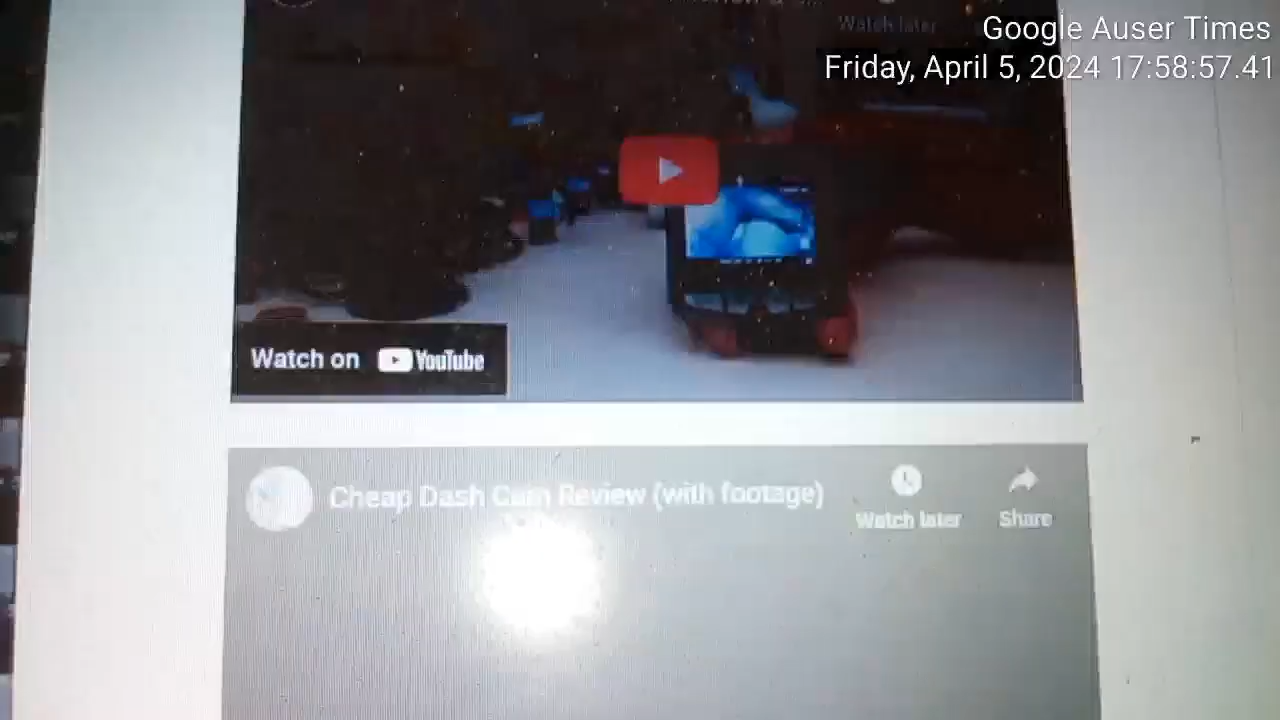 Watch later
Google Auser Times
Friday, April 5, 2024 17:58:57.41
Watch on YouTube
Cheap Dash Cam Review (with footage)
Watch later
Share